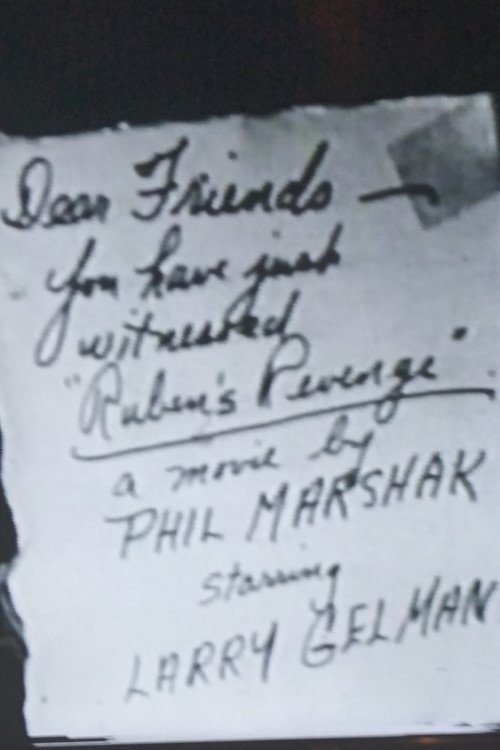 Dear Friends —
you have just
witnessed
"Ruben's Revenge"
a movie by
PHIL MARSHAK
starring
LARRY GELMAN